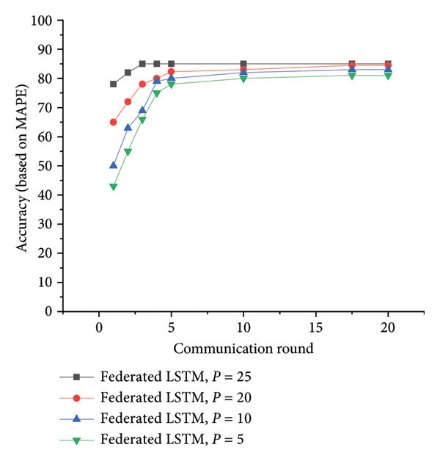 100
90
80
70
60
50
40
30
20
10
0
Accuracy (based on MAPE)
0 5 10 15 20
Communication round
Federated LSTM, P = 25
Federated LSTM, P = 20
Federated LSTM, P = 10
Federated LSTM, P = 5